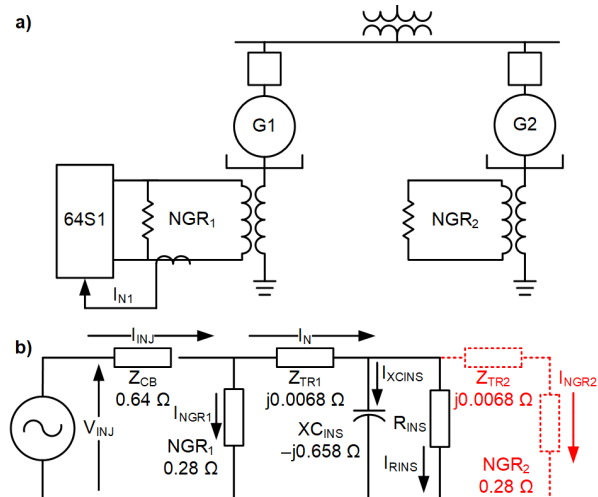 a)
G1
G2
64S1
NGR1
NGR2
IN1
b)
IINJ
IN
ZCB
0.64 Ω
ZTR1
j0.0068 Ω
IXCINS
ZTR2
j0.0068 Ω
INGR2
VINJ
INGR1
NGR1
0.28 Ω
XCINS
–j0.658 Ω
RINS
IRINS
NGR2
0.28 Ω